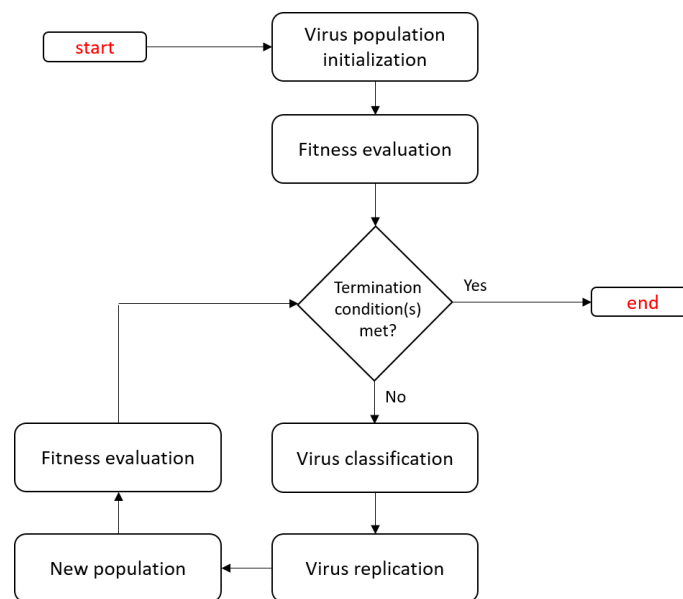 start
Virus population
initialization
Fitness evaluation
Termination
condition(s)
met?
Yes
end
No
Fitness evaluation
Virus classification
New population
Virus replication